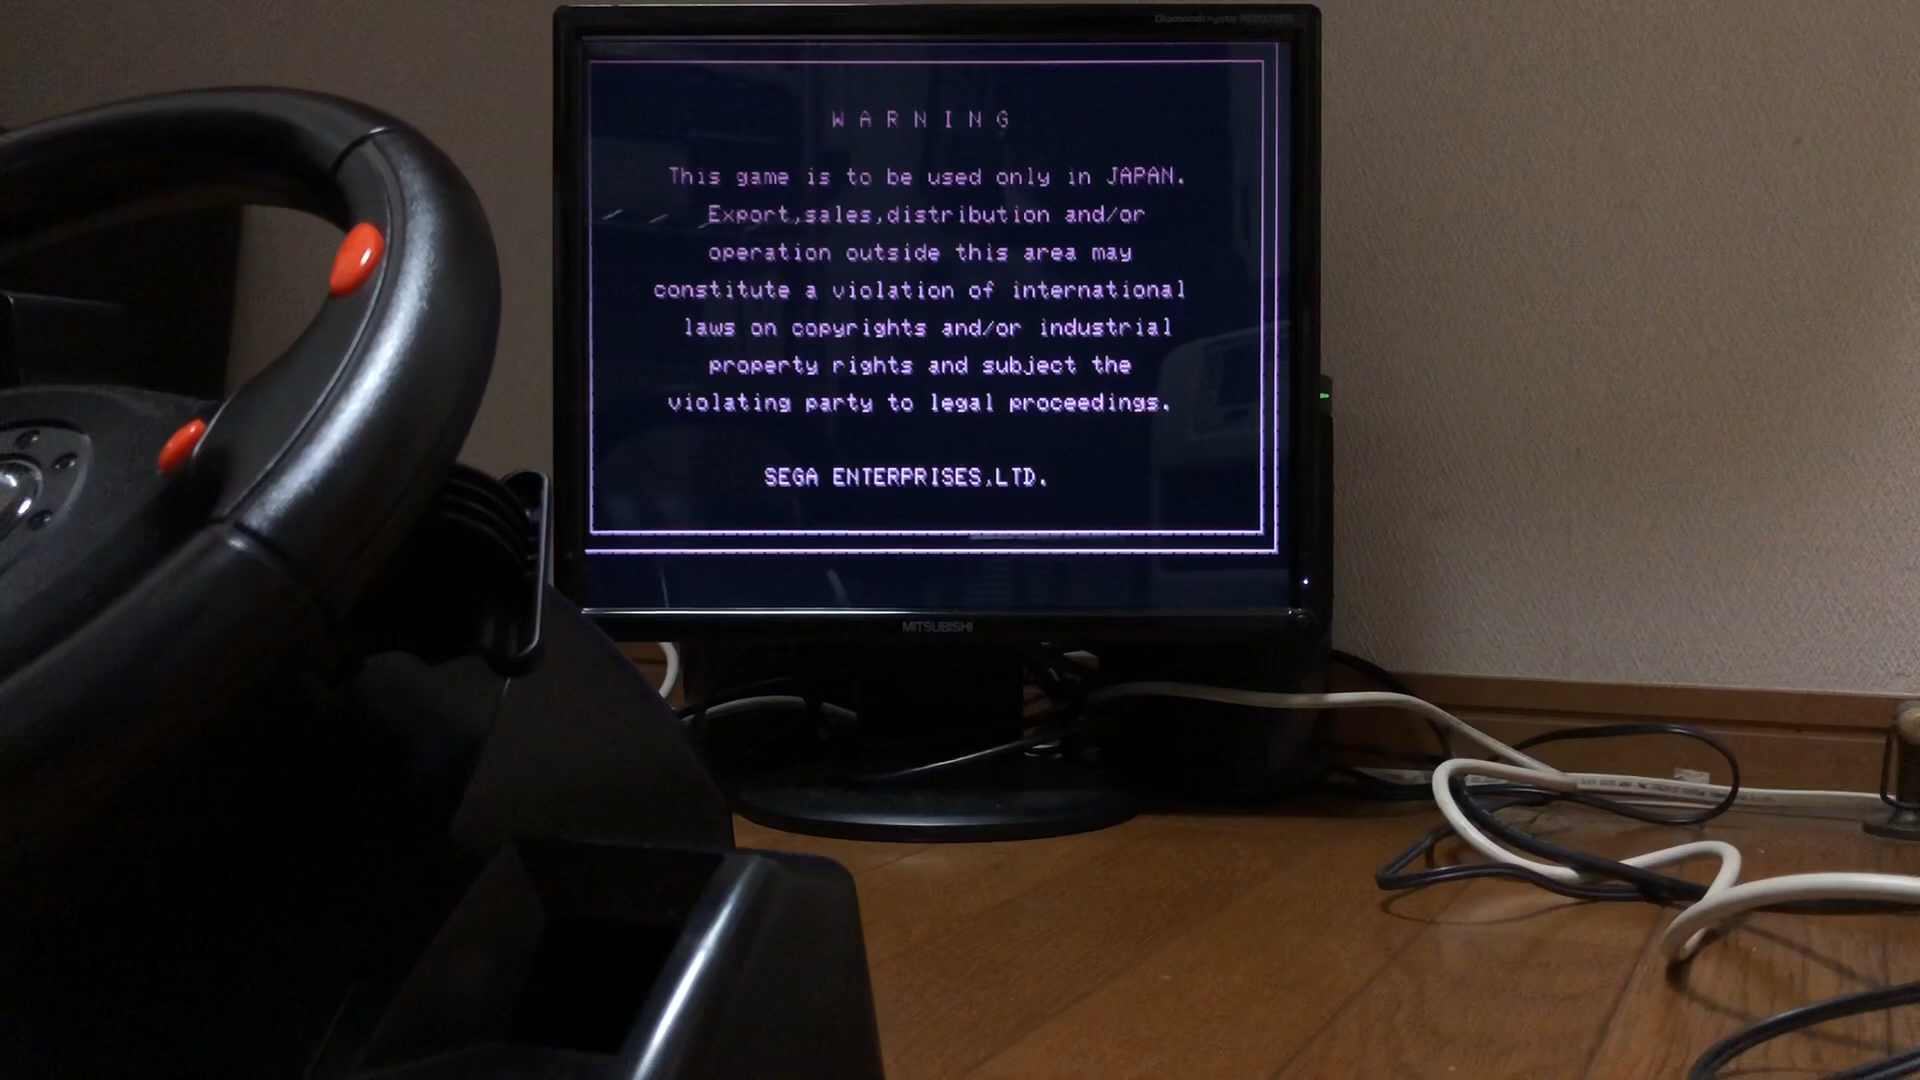 Diamondcrysta
W A R N I N G
This game is to be used only in JAPAN.
Export,sales,distribution and/or
operation outside this area may
constitute a violation of international
laws on copyrights and/or industrial
property rights and subject the
violating party to legal proceedings.
SEGA ENTERPRISES,LTD.
MITSUBISHI